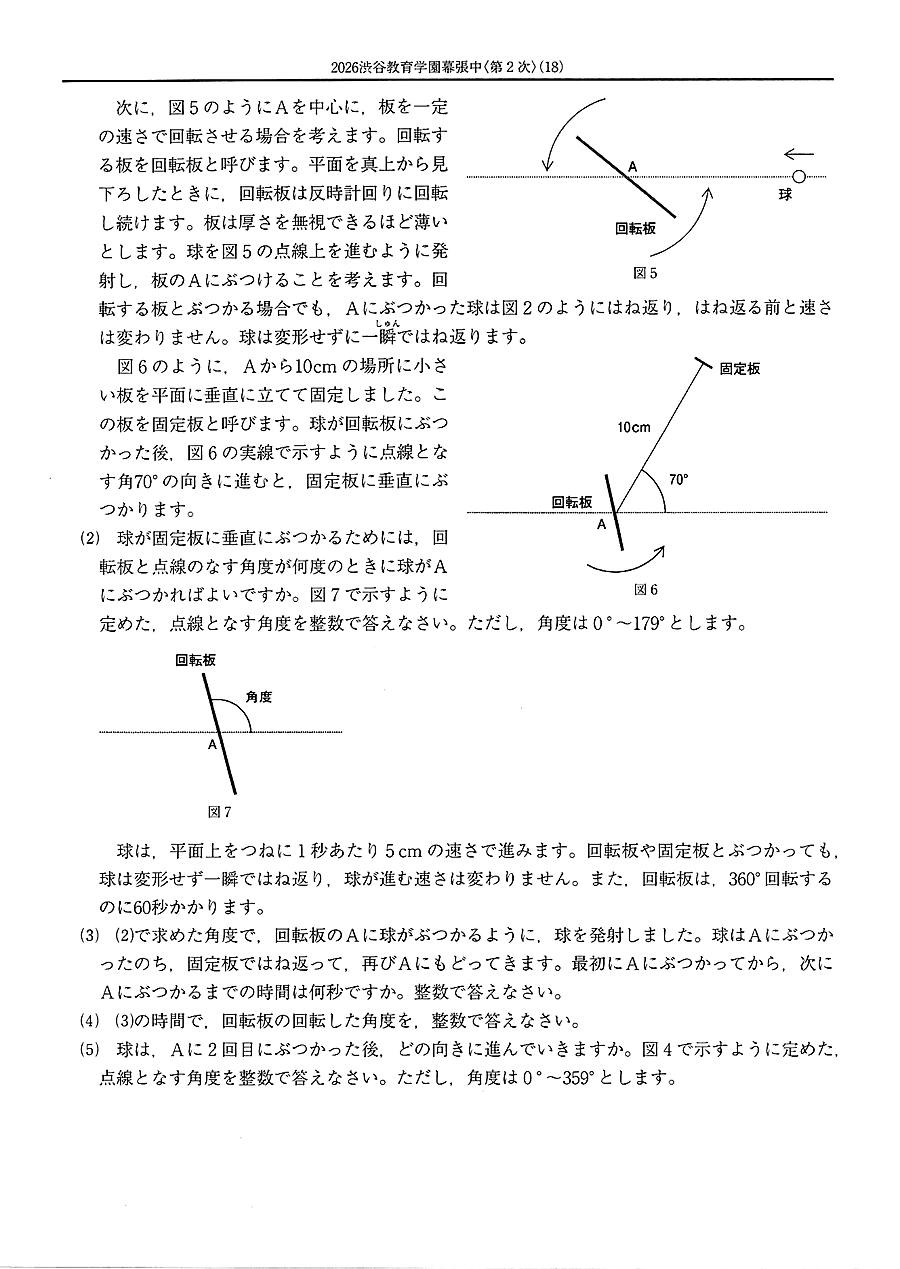 2026渋谷教育学園幕張中〈第2次〉(18)
次に，図5のようにAを中心に，板を一定
の速さで回転させる場合を考えます。回転す
る板を回転板と呼びます。平面を真上から見
下ろしたときに，回転板は反時計回りに回転
し続けます。板は厚さを無視できるほど薄い
とします。球を図5の点線上を進むように発
射し，板のAにぶつけることを考えます。回
A
球
回転板
図5
転する板とぶつかる場合でも，Aにぶつかった球は図2のようにはね返り，はね返る前と速さ
は変わりません。球は変形せずに一瞬ではね返ります。
しゅん
図6のように，Aから10cmの場所に小さ
い板を平面に垂直に立てて固定しました。こ
の板を固定板と呼びます。球が回転板にぶつ
かった後，図6の実線で示すように点線とな
す角70°の向きに進むと，固定板に垂直にぶ
つかります。
固定板
10cm
70°
回転板
A
図6
(2) 球が固定板に垂直にぶつかるためには，回
転板と点線のなす角度が何度のときに球がA
にぶつかればよいですか。図7で示すように
定めた，点線となす角度を整数で答えなさい。ただし，角度は0°～179°とします。
回転板
角度
A
図7
球は，平面上をつねに1秒あたり5cmの速さで進みます。回転板や固定板とぶつかっても，
球は変形せず一瞬ではね返り，球が進む速さは変わりません。また，回転板は，360°回転する
のに60秒かかります。
(3) (2)で求めた角度で，回転板のAに球がぶつかるように，球を発射しました。球はAにぶつか
ったのち，固定板ではね返って，再びAにもどってきます。最初にAにぶつかってから，次に
Aにぶつかるまでの時間は何秒ですか。整数で答えなさい。
(4) (3)の時間で，回転板の回転した角度を，整数で答えなさい。
(5) 球は，Aに2回目にぶつかった後，どの向きに進んでいきますか。図4で示すように定めた，
点線となす角度を整数で答えなさい。ただし，角度は0°～359°とします。